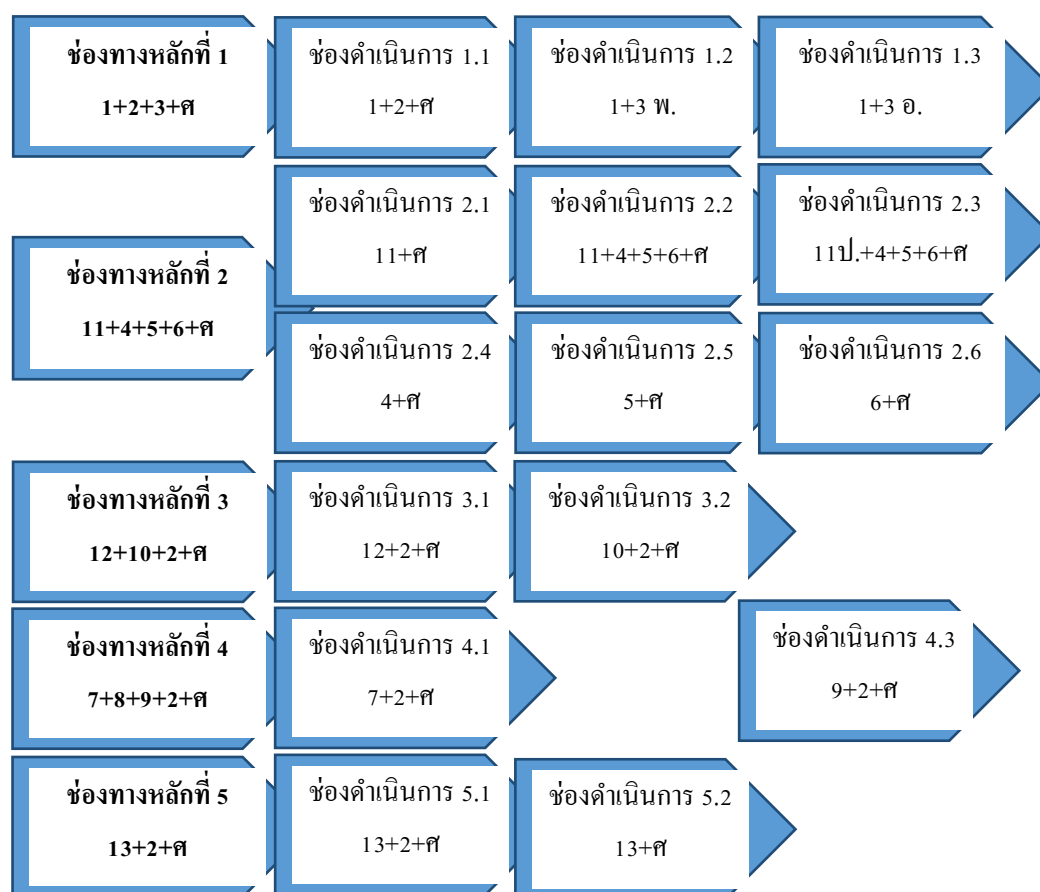 ช่องทางหลักที่ 1
1+2+3+ศ
ช่องดำเนินการ 1.1
1+2+ศ
ช่องดำเนินการ 1.2
1+3 พ.
ช่องดำเนินการ 1.3
1+3 อ.
ช่องทางหลักที่ 2
11+4+5+6+ศ
ช่องดำเนินการ 2.1
11+ศ
ช่องดำเนินการ 2.2
11+4+5+6+ศ
ช่องดำเนินการ 2.3
11ป.+4+5+6+ศ
ช่องดำเนินการ 2.4
4+ศ
ช่องดำเนินการ 2.5
5+ศ
ช่องดำเนินการ 2.6
6+ศ
ช่องทางหลักที่ 3
12+10+2+ศ
ช่องดำเนินการ 3.1
12+2+ศ
ช่องดำเนินการ 3.2
10+2+ศ
ช่องทางหลักที่ 4
7+8+9+2+ศ
ช่องดำเนินการ 4.1
7+2+ศ
ช่องดำเนินการ 4.3
9+2+ศ
ช่องทางหลักที่ 5
13+2+ศ
ช่องดำเนินการ 5.1
13+2+ศ
ช่องดำเนินการ 5.2
13+ศ